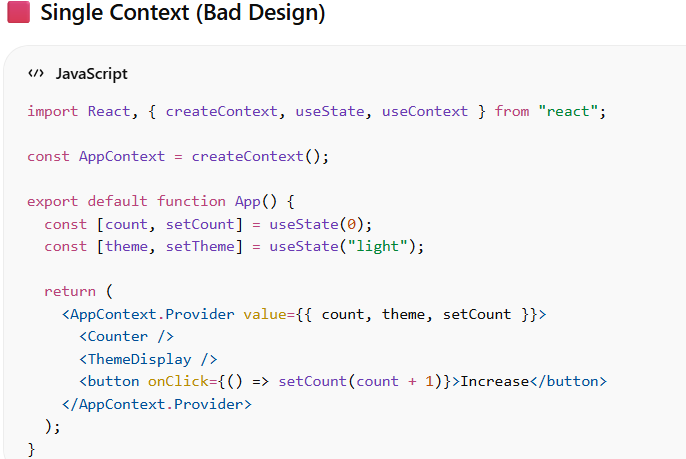 Single Context (Bad Design)
</> JavaScript
import React, { createContext, useState, useContext } from "react";
const AppContext = createContext();
export default function App() {
  const [count, setCount] = useState(0);
  const [theme, setTheme] = useState("light");
  return (
    <AppContext.Provider value={{ count, theme, setCount }}>
      <Counter />
      <ThemeDisplay />
      <button onClick={() => setCount(count + 1)}>Increase</button>
    </AppContext.Provider>
  );
}